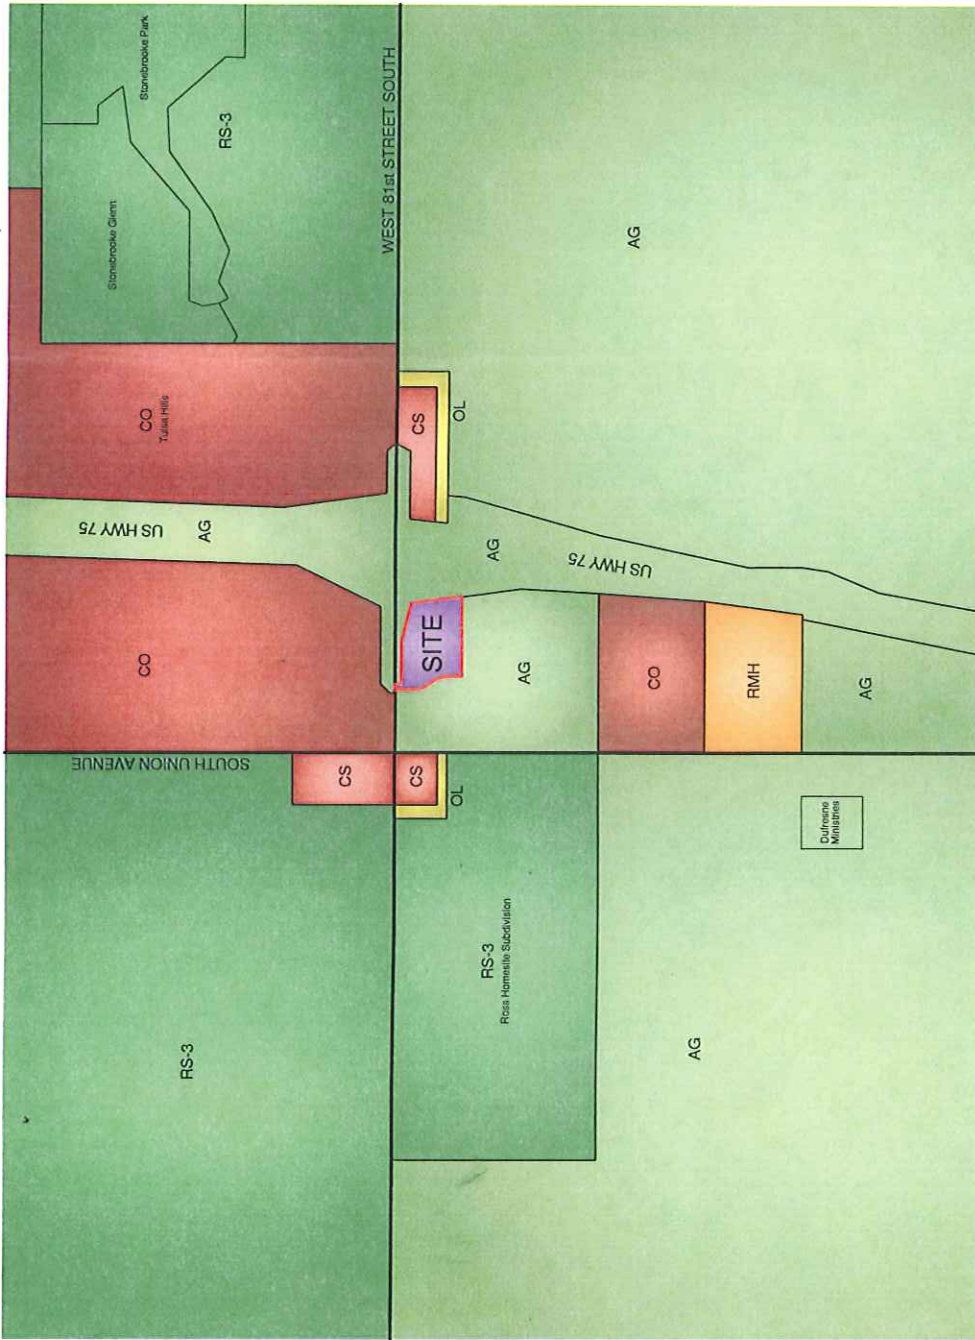 Stonebrooke Park
RS-3
WEST 81st STREET SOUTH
Stonebrooke Glenn
AG
CO
Tulsa Hills
CS
OL
US HWY 75
AG
AG
US HWY 75
CO
SITE
AG
CO
RMH
AG
SOUTH UNION AVENUE
CS
CS
OL
Dufresne
Ministries
RS-3
Ross Homesite Subdivision
RS-3
AG